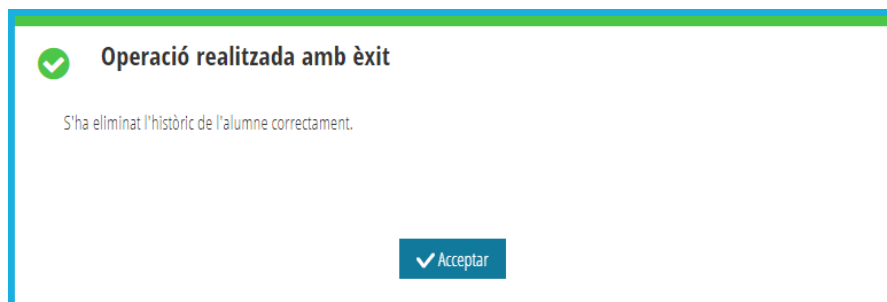 Operació realitzada amb èxit
S'ha eliminat l'històric de l'alumne correctament.
Acceptar